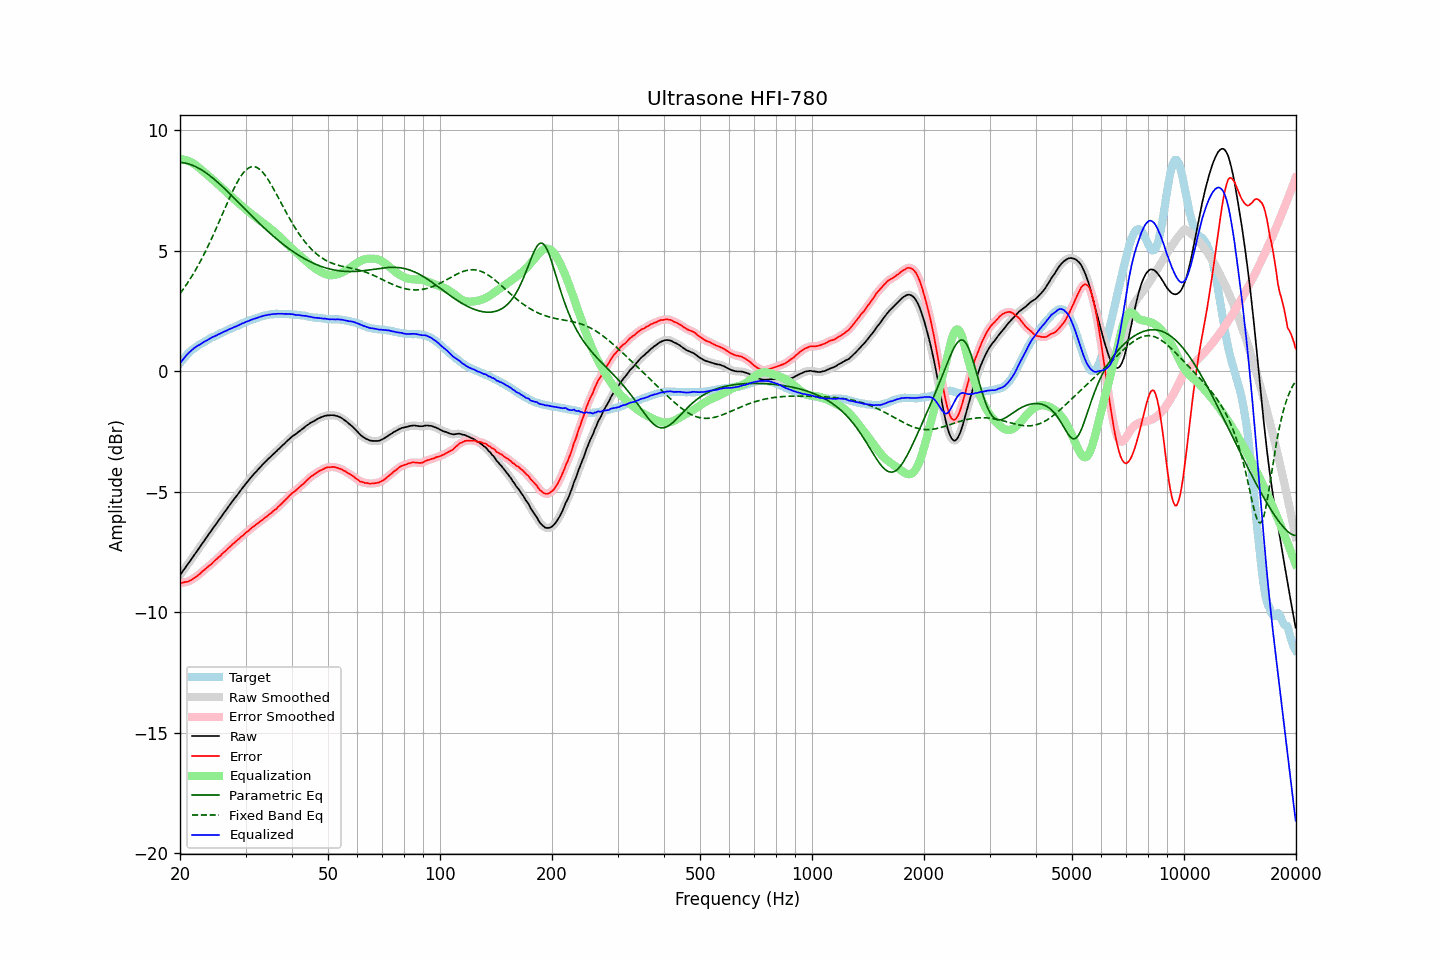 Ultrasone HFI-780
10
5
0
−5
−10
−15
−20
Amplitude (dBr)
Target
Raw Smoothed
Error Smoothed
Raw
Error
Equalization
Parametric Eq
Fixed Band Eq
Equalized
20 50 100 200 500 1000 2000 5000 10000 20000
Frequency (Hz)